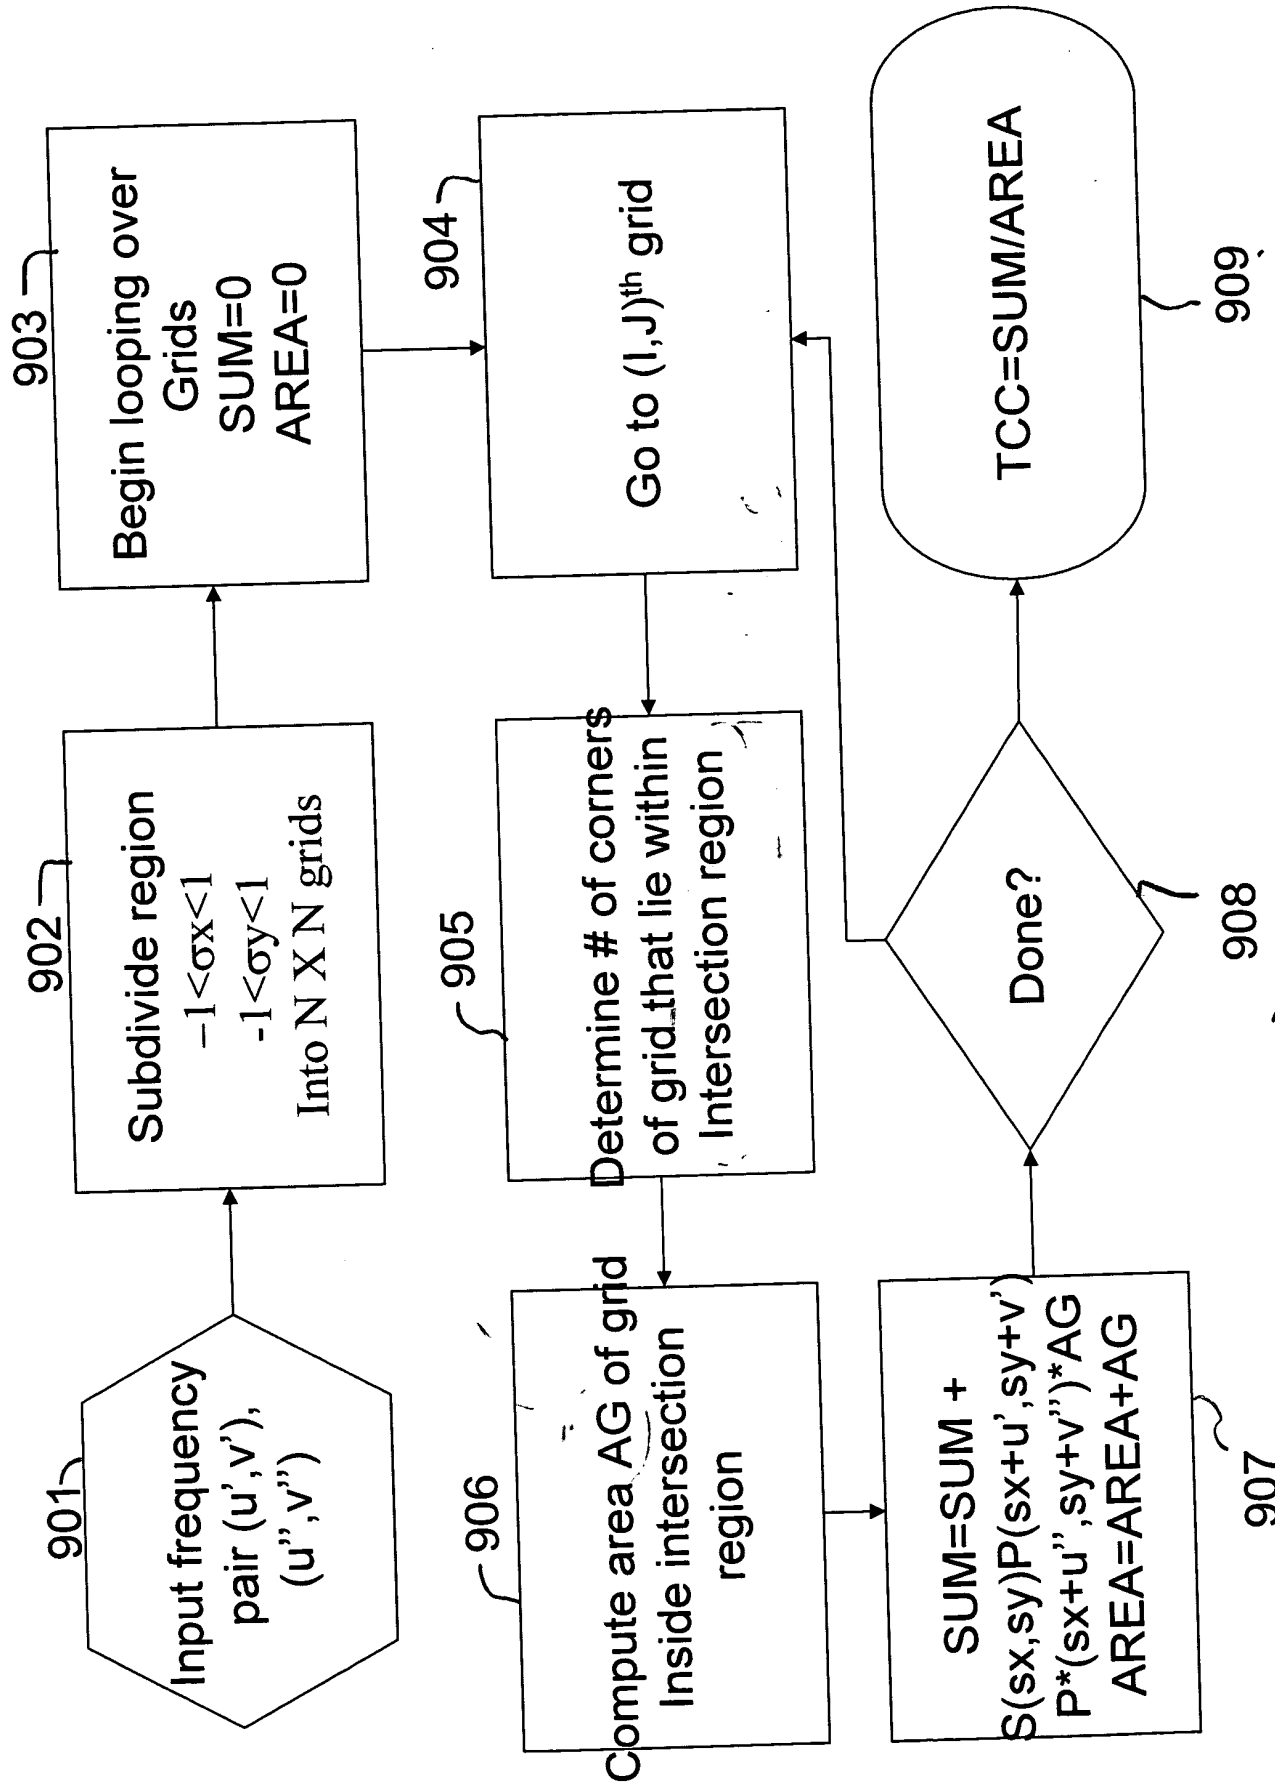 901
Input frequency
pair (u',v'),
(u'',v'')
902
Subdivide region
–1<σx<1
-1<σy<1
Into N X N grids
903
Begin looping over
Grids
SUM=0
AREA=0
904
Go to (I,J)th grid
905
Determine # of corners
of grid that lie within
Intersection region
906
Compute area AG of grid
Inside intersection
region
907
SUM=SUM +
S(sx,sy)P(sx+u',sy+v')
P*(sx+u'',sy+v'')*AG
AREA=AREA+AG
908
Done?
909
TCC=SUM/AREA